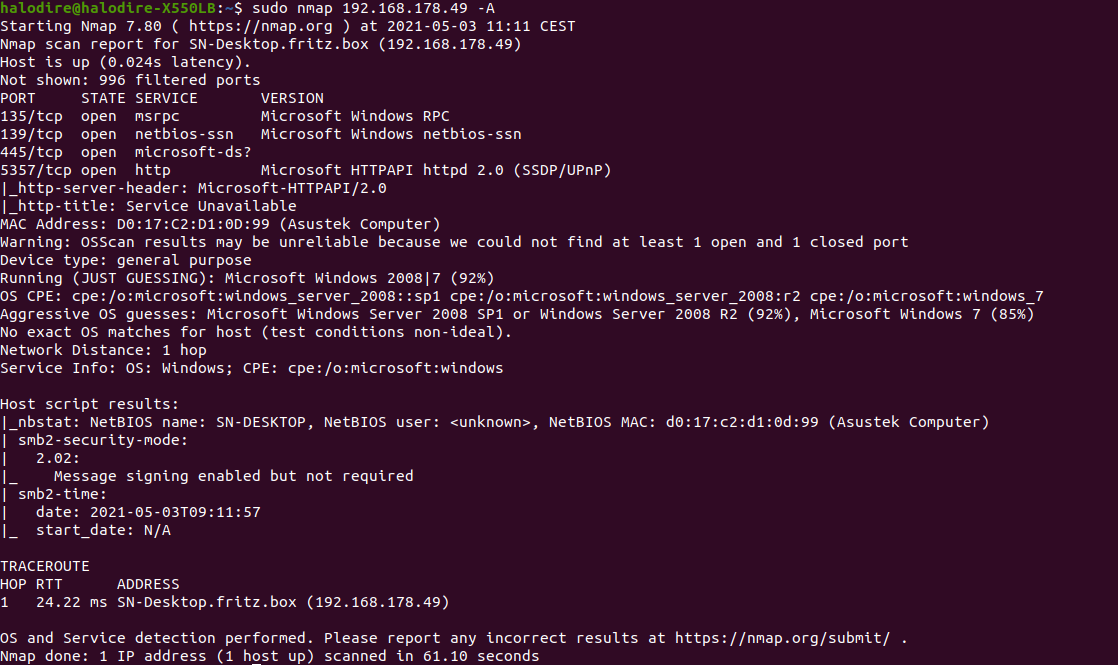 halodire@halodire-X550LB:~$ sudo nmap 192.168.178.49 -A
Starting Nmap 7.80 ( https://nmap.org ) at 2021-05-03 11:11 CEST
Nmap scan report for SN-Desktop.fritz.box (192.168.178.49)
Host is up (0.024s latency).
Not shown: 996 filtered ports
PORT     STATE SERVICE       VERSION
135/tcp  open  msrpc         Microsoft Windows RPC
139/tcp  open  netbios-ssn   Microsoft Windows netbios-ssn
445/tcp  open  microsoft-ds?
5357/tcp open  http          Microsoft HTTPAPI httpd 2.0 (SSDP/UPnP)
|_http-server-header: Microsoft-HTTPAPI/2.0
|_http-title: Service Unavailable
MAC Address: D0:17:C2:D1:0D:99 (Asustek Computer)
Warning: OSScan results may be unreliable because we could not find at least 1 open and 1 closed port
Device type: general purpose
Running (JUST GUESSING): Microsoft Windows 2008|7 (92%)
OS CPE: cpe:/o:microsoft:windows_server_2008::sp1 cpe:/o:microsoft:windows_server_2008:r2 cpe:/o:microsoft:windows_7
Aggressive OS guesses: Microsoft Windows Server 2008 SP1 or Windows Server 2008 R2 (92%), Microsoft Windows 7 (85%)
No exact OS matches for host (test conditions non-ideal).
Network Distance: 1 hop
Service Info: OS: Windows; CPE: cpe:/o:microsoft:windows

Host script results:
|_nbstat: NetBIOS name: SN-DESKTOP, NetBIOS user: <unknown>, NetBIOS MAC: d0:17:c2:d1:0d:99 (Asustek Computer)
| smb2-security-mode:
|   2.02:
|_    Message signing enabled but not required
| smb2-time:
|   date: 2021-05-03T09:11:57
|_  start_date: N/A

TRACEROUTE
HOP RTT      ADDRESS
1   24.22 ms SN-Desktop.fritz.box (192.168.178.49)

OS and Service detection performed. Please report any incorrect results at https://nmap.org/submit/ .
Nmap done: 1 IP address (1 host up) scanned in 61.10 seconds